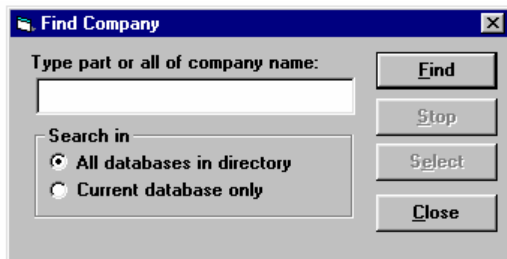 Find Company
Type part or all of company name:
Find
Stop
Search in
All databases in directory
Select
Current database only
Close